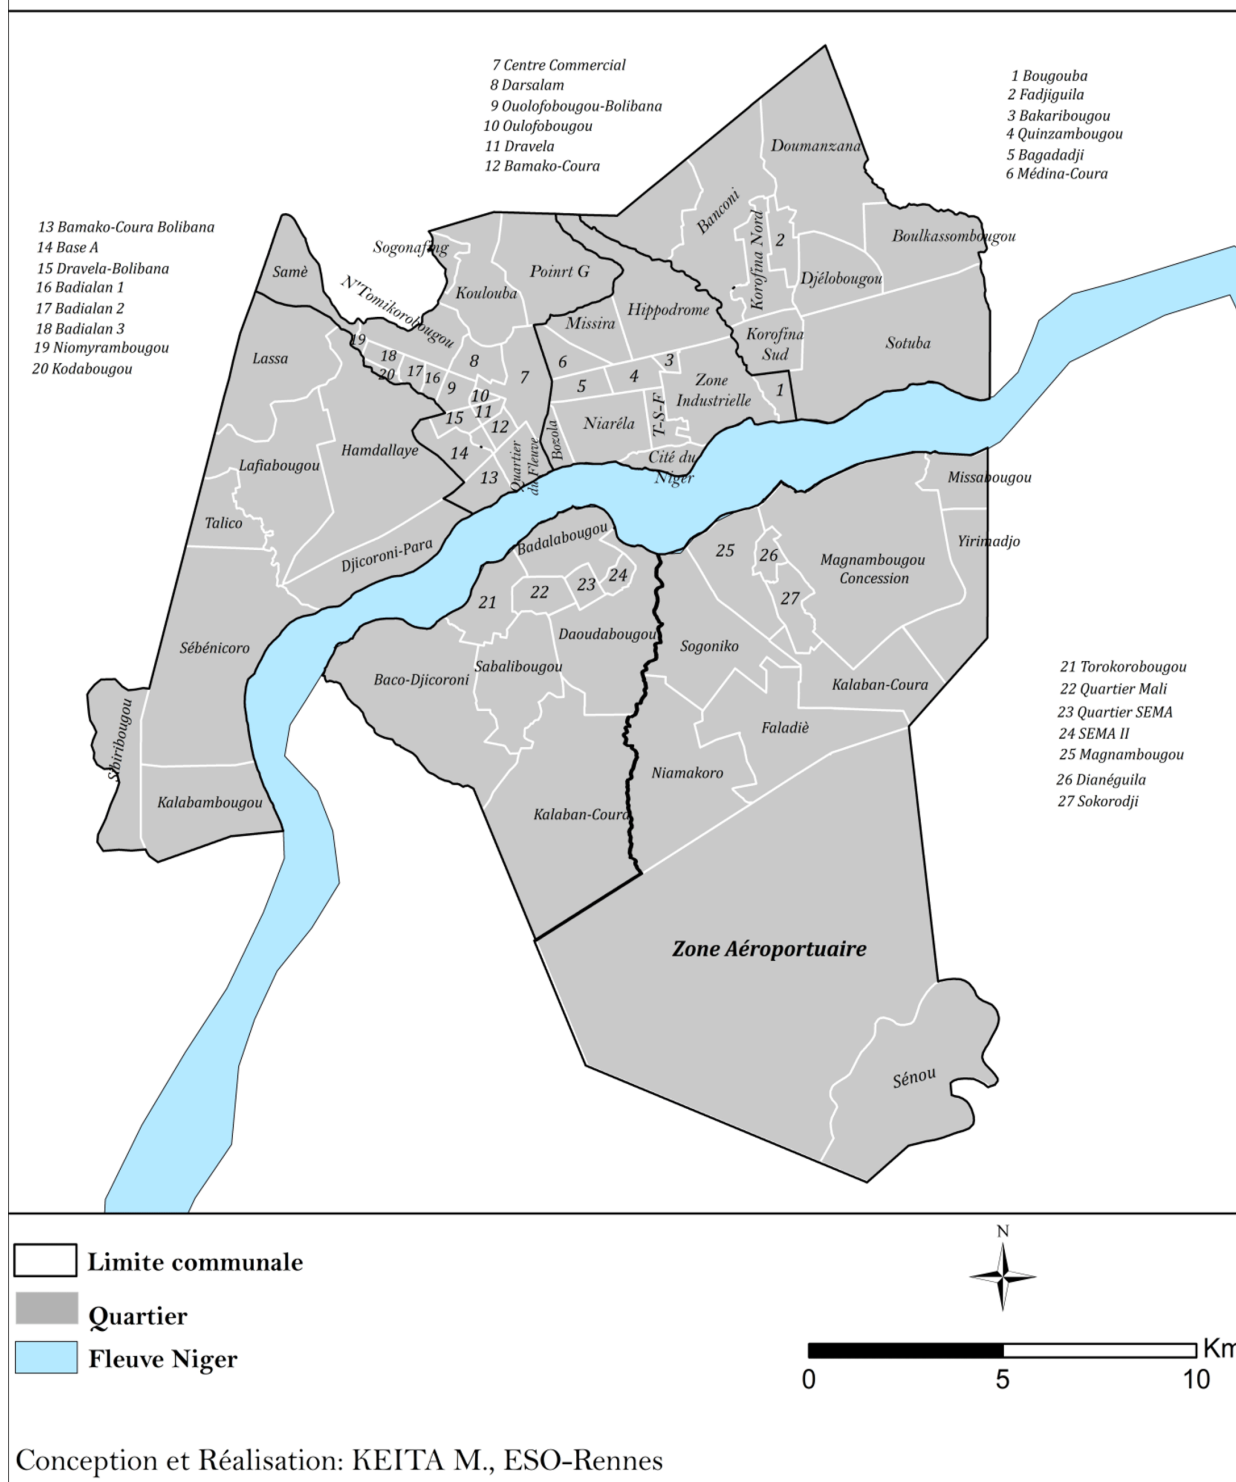 7 Centre Commercial
8 Darsalam
9 Ouolofobougou-Bolibana
10 Oulofobougou
11 Dravela
12 Bamako-Coura
1 Bougouba
2 Fadjiguila
3 Bakaribougou
4 Quinzambougou
5 Bagadadji
6 Médina-Coura
13 Bamako-Coura Bolibana
14 Base A
15 Dravela-Bolibana
16 Badialan 1
17 Badialan 2
18 Badialan 3
19 Niomyrambougou
20 Kodabougou
Doumanzana
Banconi
Korofina Nord
2
Boulkassombougou
Djélobougou
Sogonafing
Samè
Koulouba
Poinrt G
N'Tomikorobougou
Missira
Hippodrome
Korofina
Sud
Sotuba
Lassa
19
18
20
17
16
8
9
10
7
6
5
4
3
Zone
Industrielle
1
15
11
12
14
13
Quartier
du Fleuve
Bozola
Niaréla
T-S-F
Cité du
Niger
Hamdallaye
Lafiabougou
Talico
Djicoroni-Para
Missabougou
Yirimadjo
Badalabougou
25
26
27
Magnambougou
Concession
21
22
23
24
Daoudabougou
Sogoniko
Sébénicoro
Baco-Djicoroni
Sabalibougou
Kalaban-Coura
Sibiribougou
Faladiè
Niamakoro
Kalabambougou
Kalaban-Coura
21 Torokorobougou
22 Quartier Mali
23 Quartier SEMA
24 SEMA II
25 Magnambougou
26 Dianéguila
27 Sokorodji
Zone Aéroportuaire
Sénou
Limite communale
Quartier
Fleuve Niger
N
Km
0 5 10
Conception et Réalisation: KEITA M., ESO-Rennes